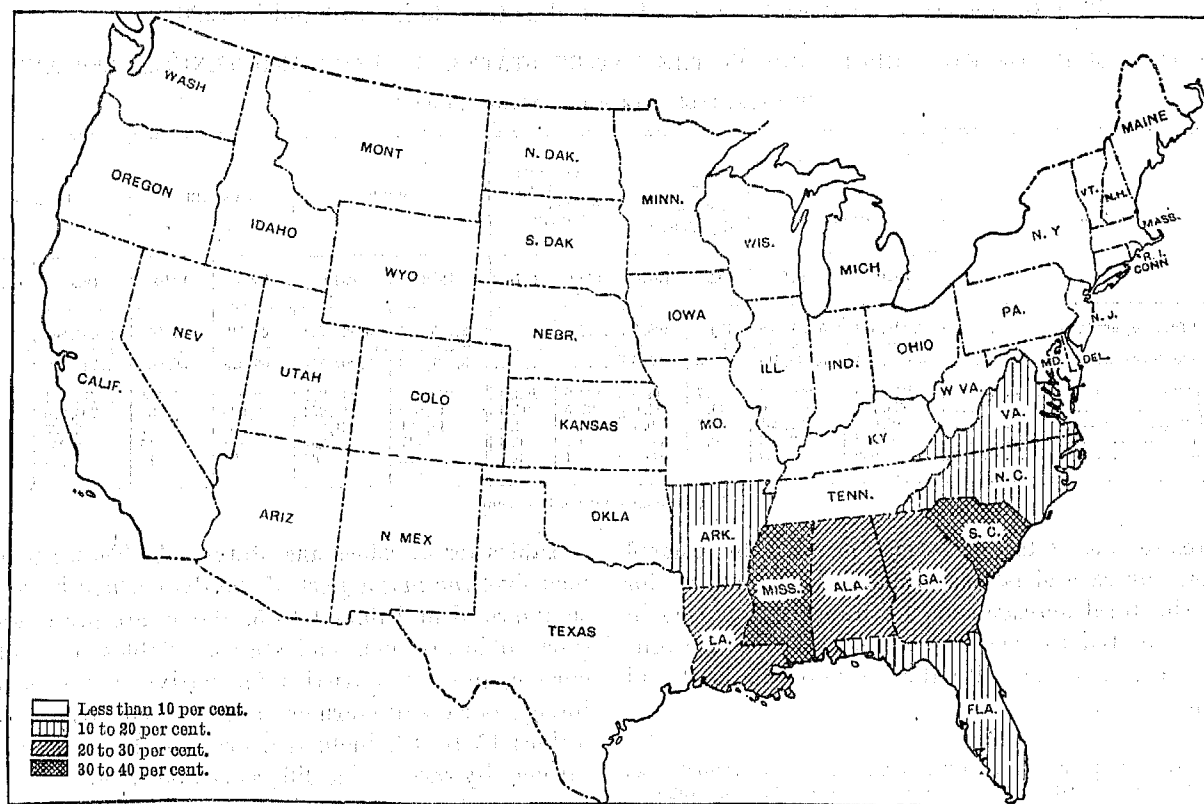 WASH
OREGON
CALIF.
NEV
IDAHO
MONT
WYO
UTAH
COLO
ARIZ
N MEX
N. DAK.
S. DAK
NEBR.
KANSAS
OKLA
TEXAS
MINN.
IOWA
MO.
ARK.
LA.
WIS.
ILL.
MICH
IND.
OHIO
KY
TENN.
MISS.
ALA.
GA.
FLA.
S. C.
N. C.
VA.
W VA.
MD.
DEL.
PA.
N. J.
N. Y
CONN
R. I.
MASS.
VT.
N.H.
MAINE
Less than 10 per cent.
10 to 20 per cent.
20 to 30 per cent.
30 to 40 per cent.